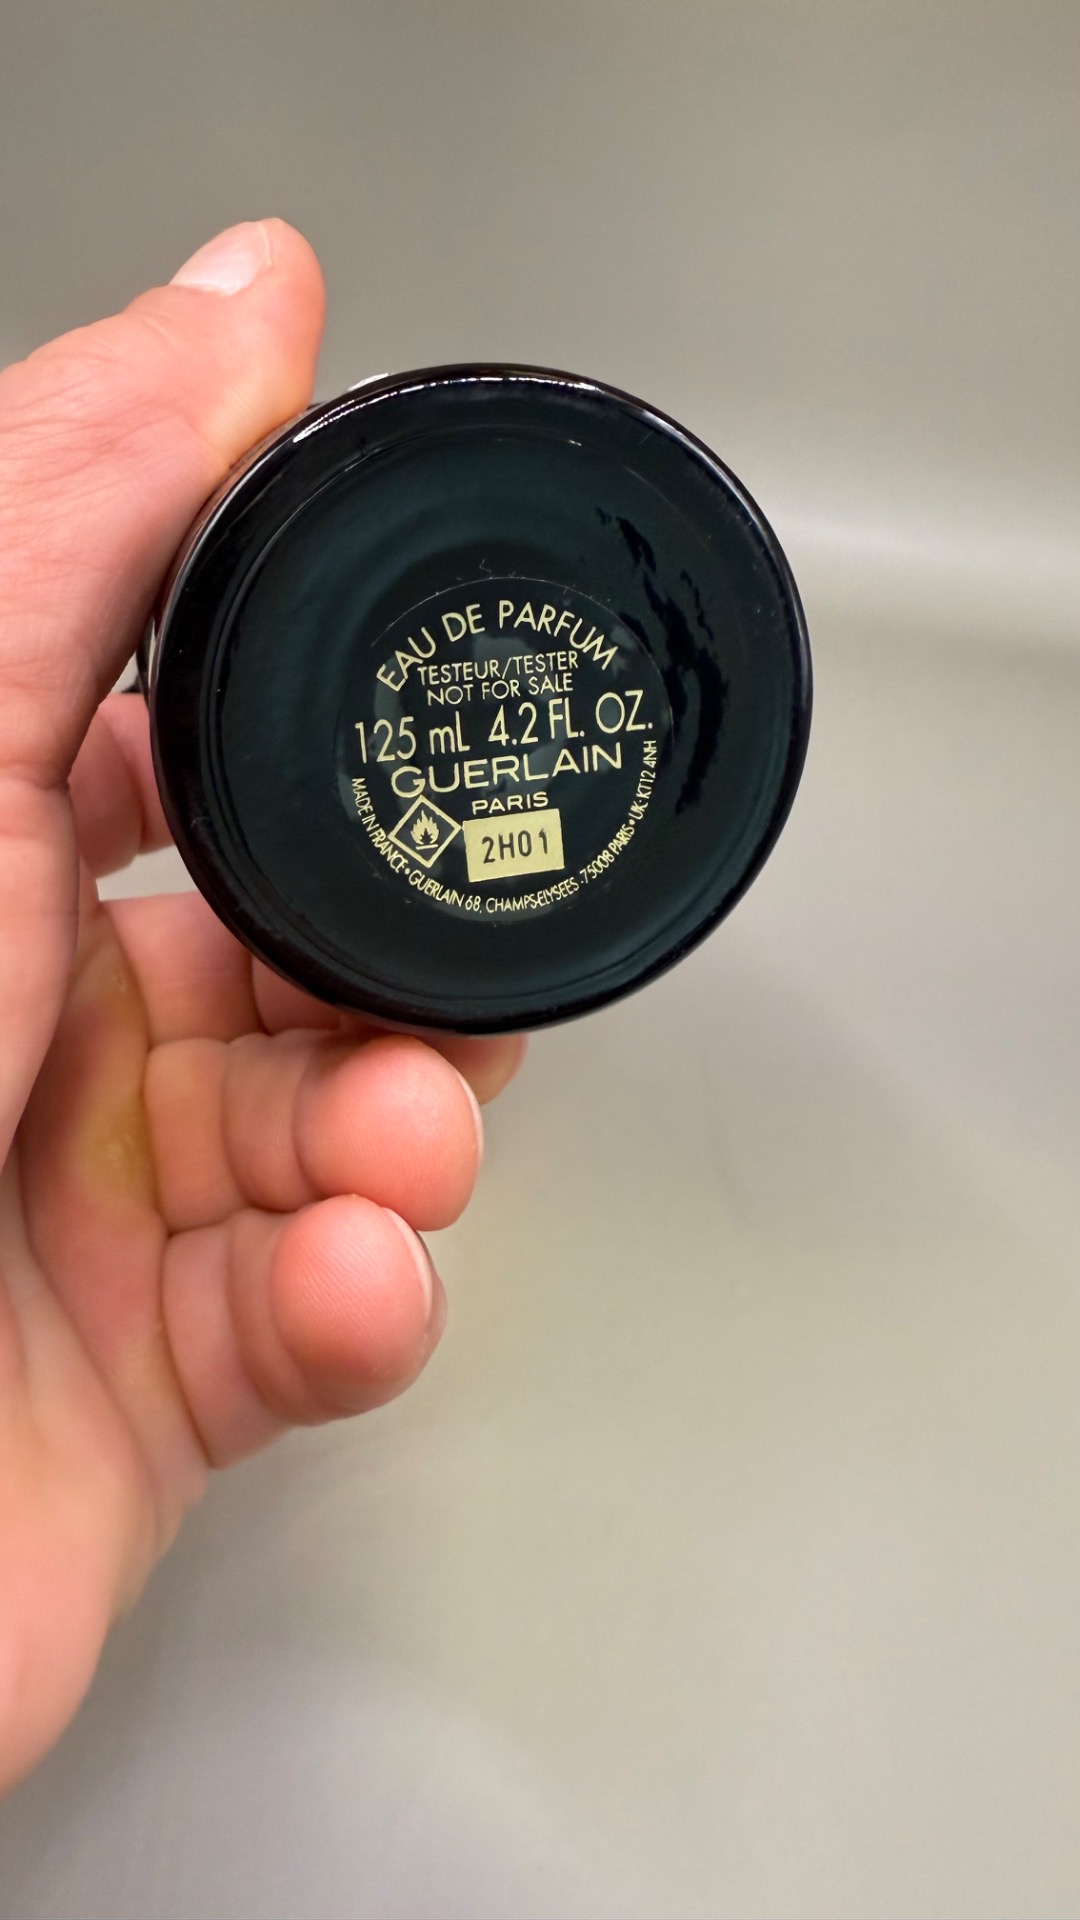 EAU DE PARFUM
TESTEUR/TESTER
NOT FOR SALE
125 mL 4.2 FL. OZ.
GUERLAIN
PARIS
2H01
MADE IN FRANCE • GUERLAIN 68, CHAMPS-ELYSEES . 75008 PARIS • UK: KT12 4NH